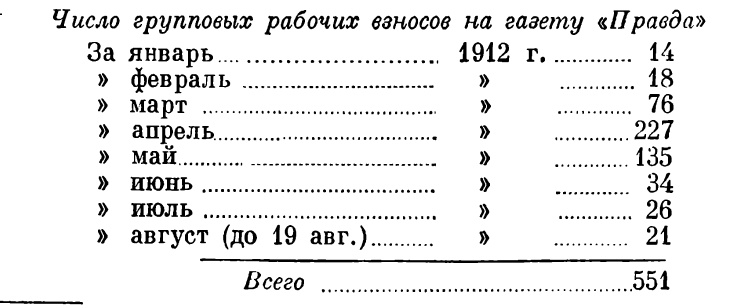 Число групповых рабочих взносов на газету «Правда»
За январь.... ........................ 1912 г. ............ 14
» февраль ........................ » ............ 18
» март ............................. » ............ 76
» апрель............................ » ............227
» май......... ....................... » ............135
» июнь ............................. » ............ 34
» июль ............................. » ............ 26
» август (до 19 авг.)......... » ............ 21
Всего ........................................551